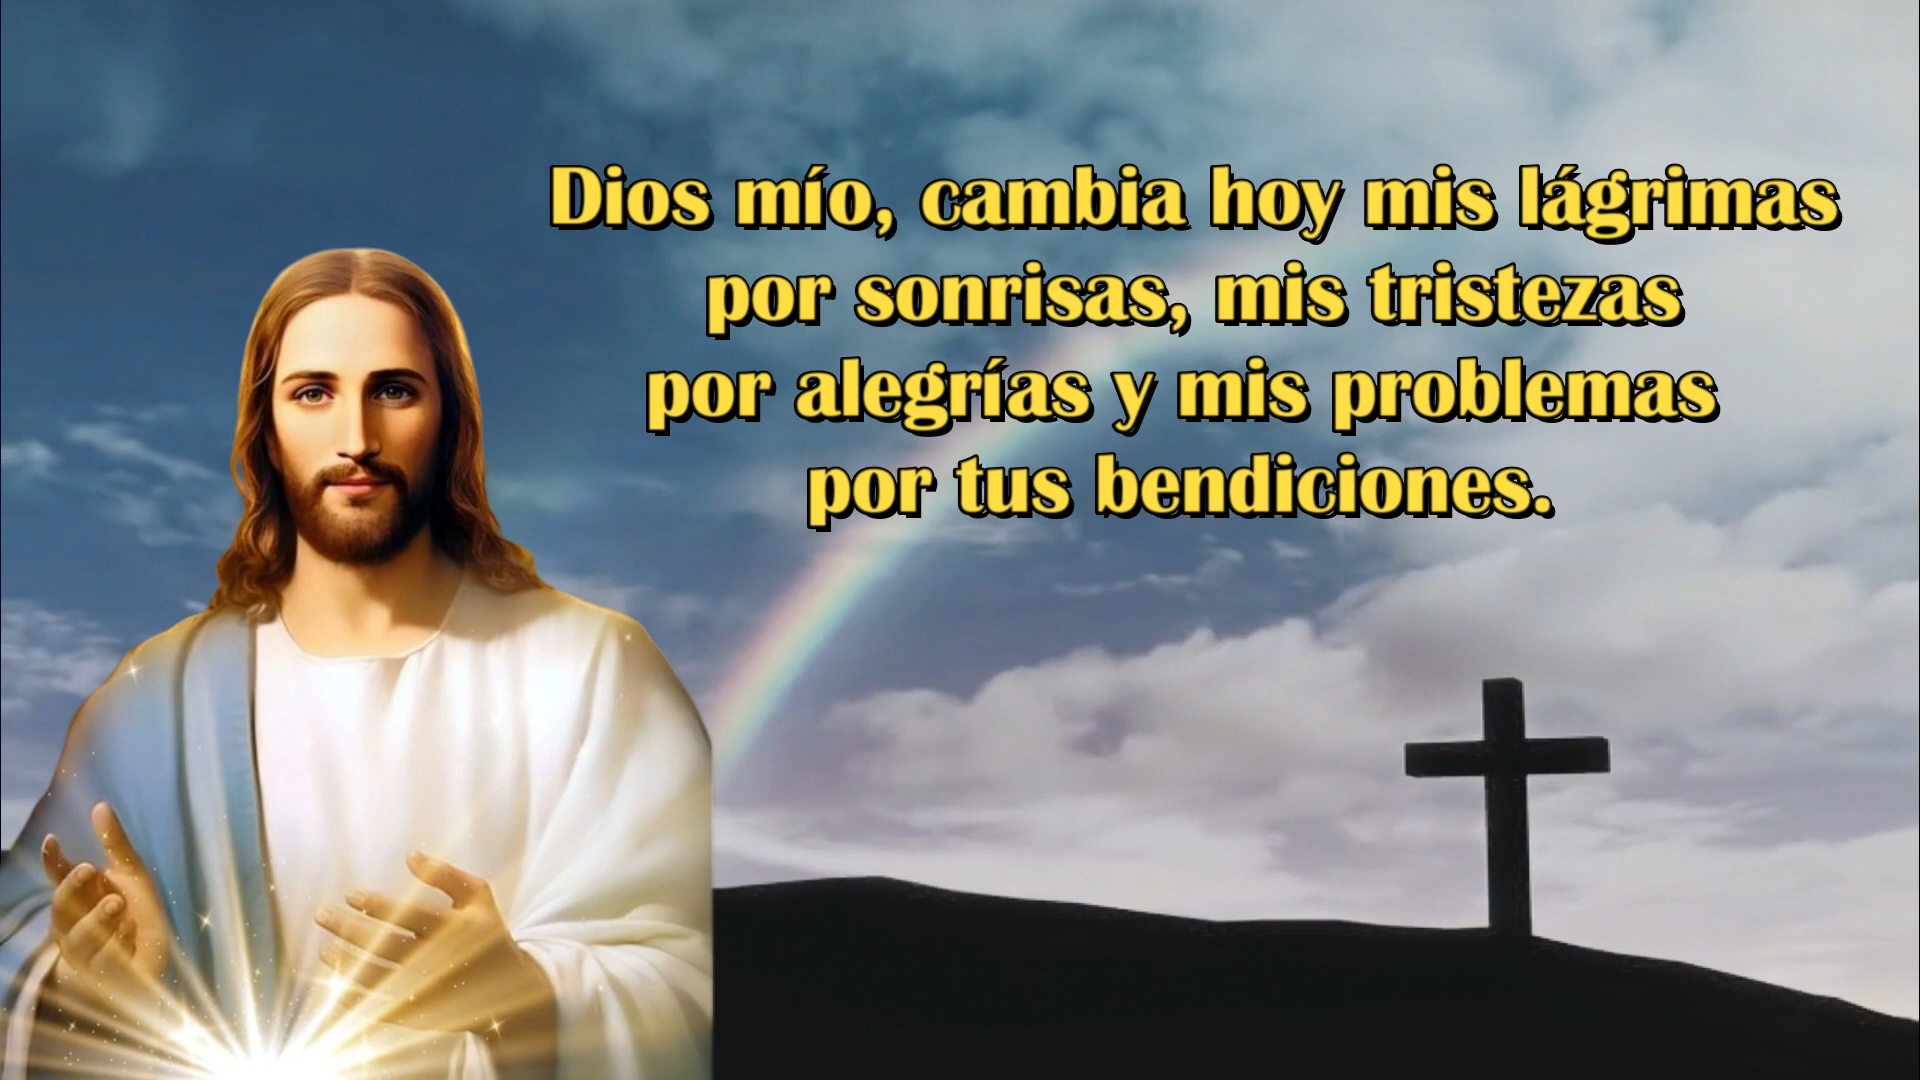 Dios mío, cambia hoy mis lágrimas
por sonrisas, mis tristezas
por alegrías y mis problemas
por tus bendiciones.